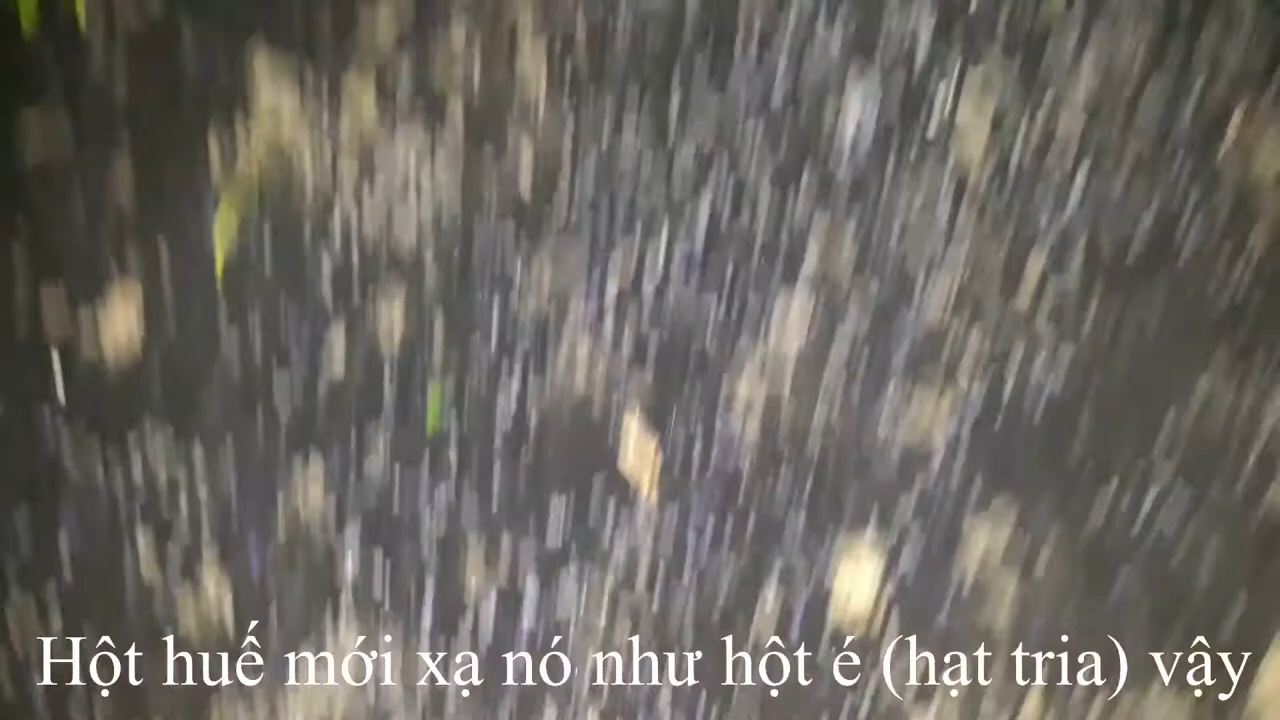 Hột huế mới xạ nó như hột é (hạt tria) vậy